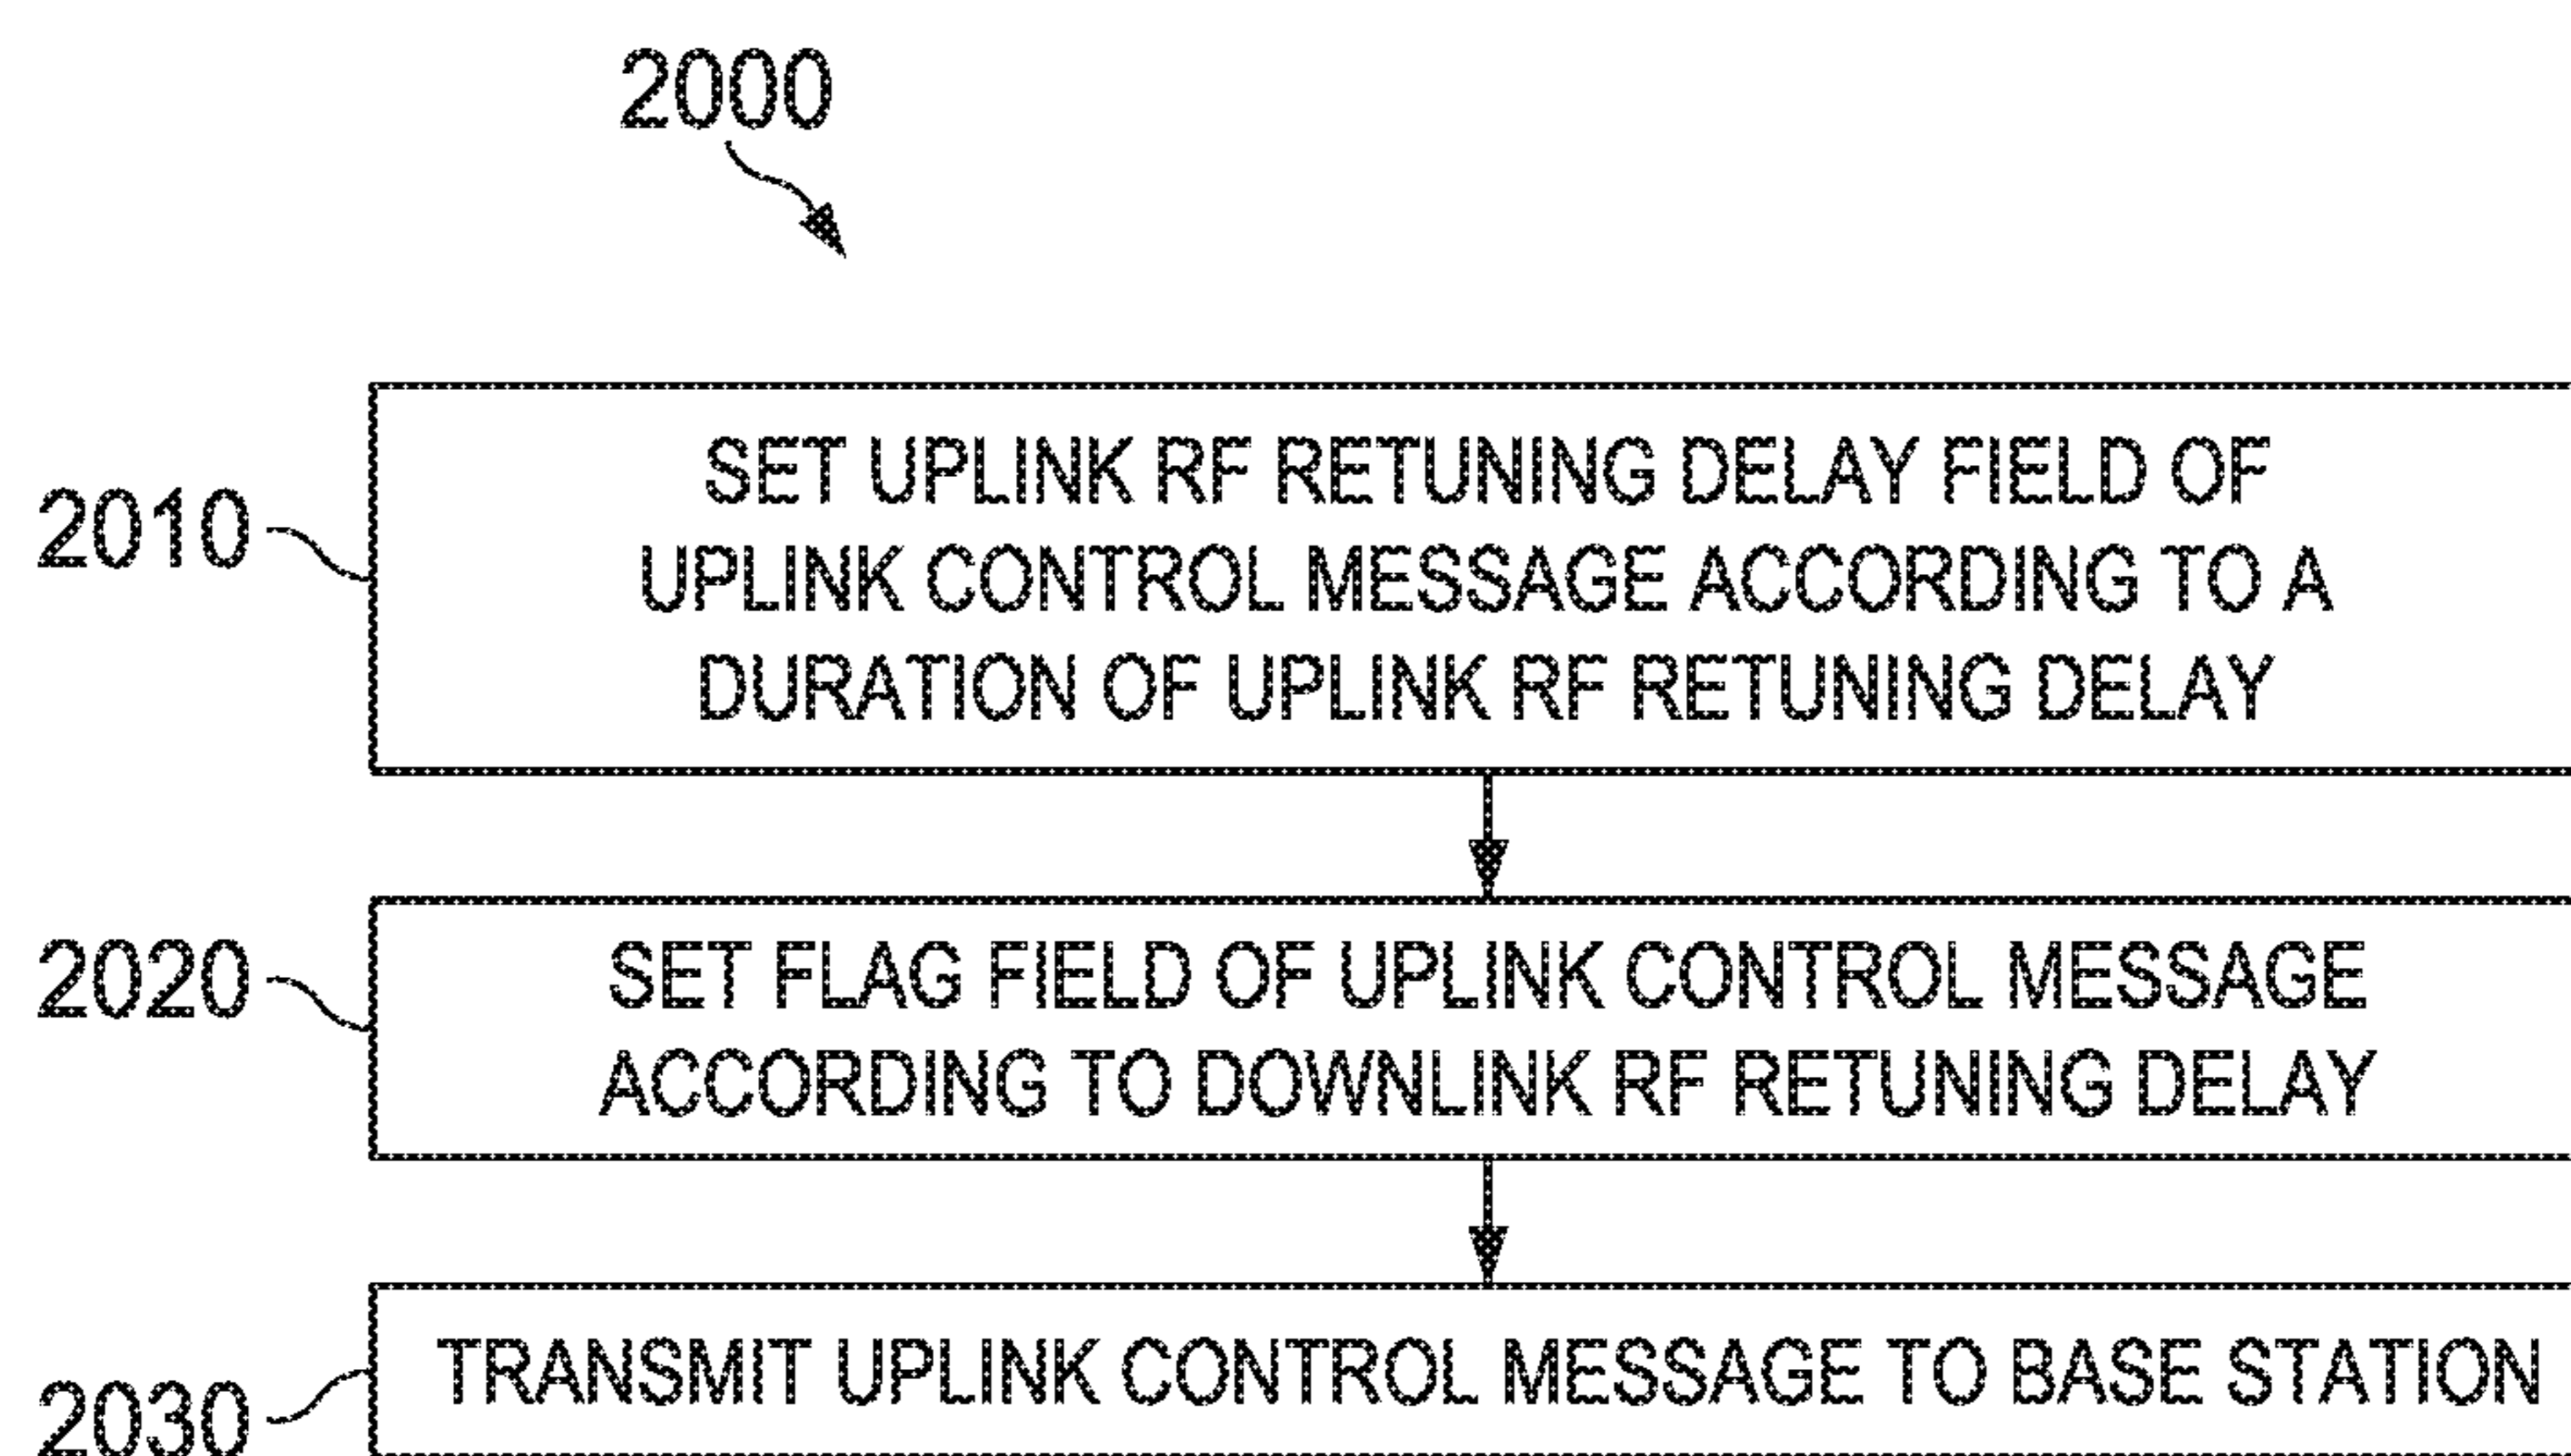 2000
2010
SET UPLINK RF RETUNING DELAY FIELD OF
UPLINK CONTROL MESSAGE ACCORDING TO A
DURATION OF UPLINK RF RETUNING DELAY
2020
SET FLAG FIELD OF UPLINK CONTROL MESSAGE
ACCORDING TO DOWNLINK RF RETUNING DELAY
2030
TRANSMIT UPLINK CONTROL MESSAGE TO BASE STATION